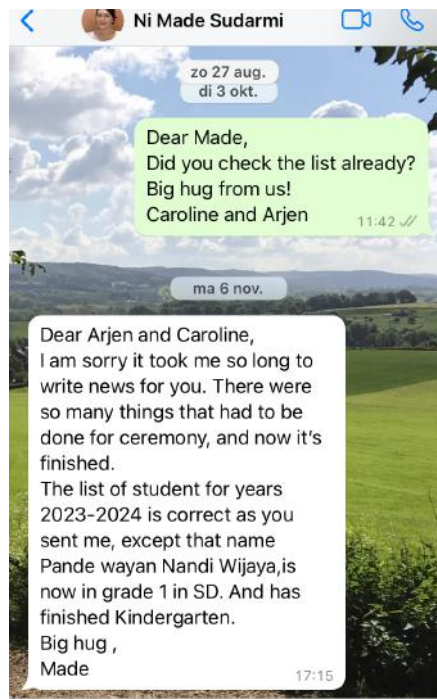 Ni Made Sudarmi
zo 27 aug.
di 3 okt.
Dear Made,
Did you check the list already?
Big hug from us!
Caroline and Arjen
11:42
ma 6 nov.
Dear Arjen and Caroline,
I am sorry it took me so long to
write news for you. There were
so many things that had to be
done for ceremony, and now it's
finished.
The list of student for years
2023-2024 is correct as you
sent me, except that name
Pande wayan Nandi Wijaya,is
now in grade 1 in SD. And has
finished Kindergarten.
Big hug ,
Made
17:15